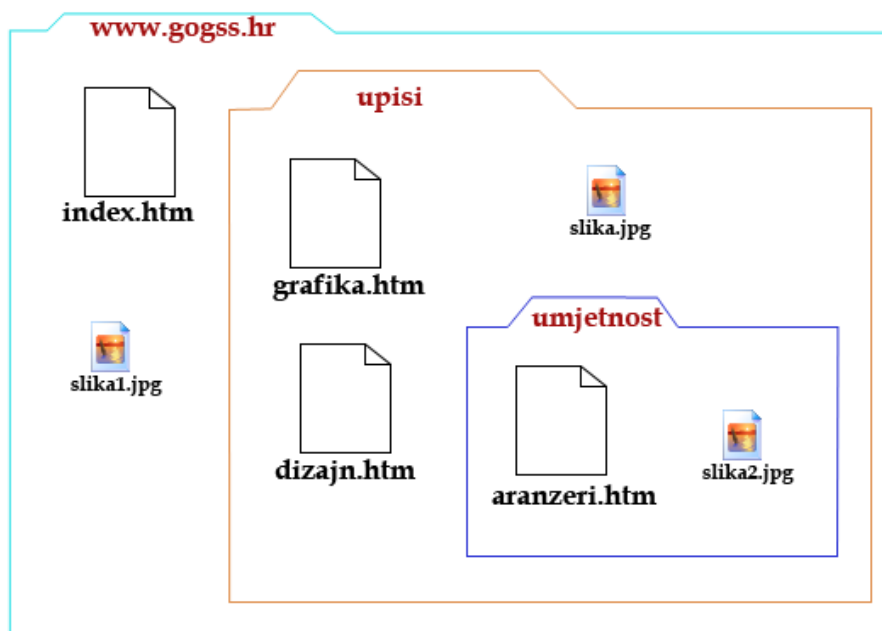 www.gogss.hr
upisi
index.htm
slika.jpg
grafika.htm
umjetnost
slika1.jpg
dizajn.htm
aranzeri.htm
slika2.jpg